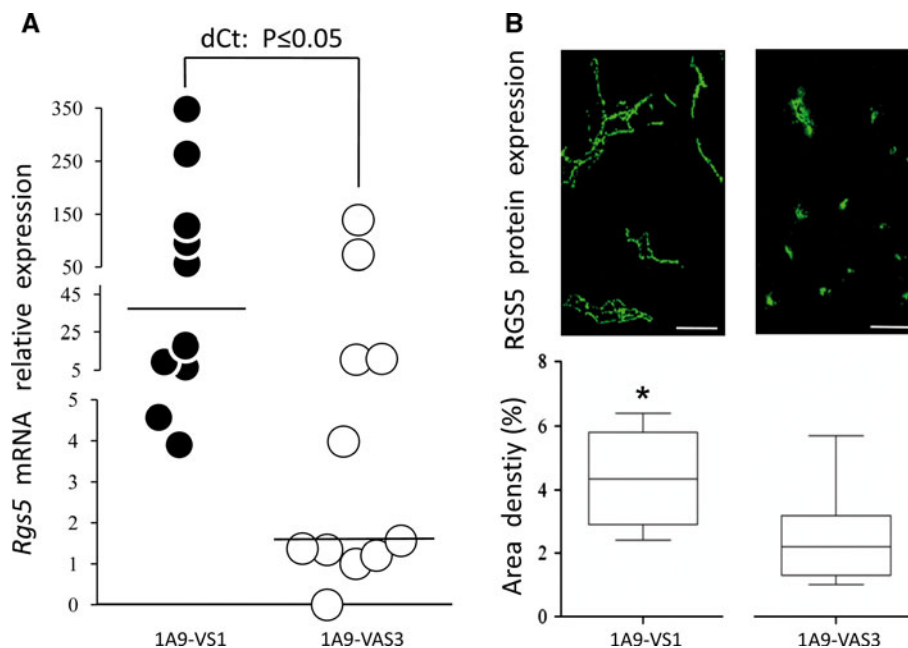 A
dCt: P≤0.05
Rgs5 mRNA relative expression
350
250
150
50
45
25
5
5
4
3
2
1
0
1A9-VS1
1A9-VAS3
B
RGS5 protein expression
Area denstiy (%)
8
6
4
2
0
*
1A9-VS1
1A9-VAS3